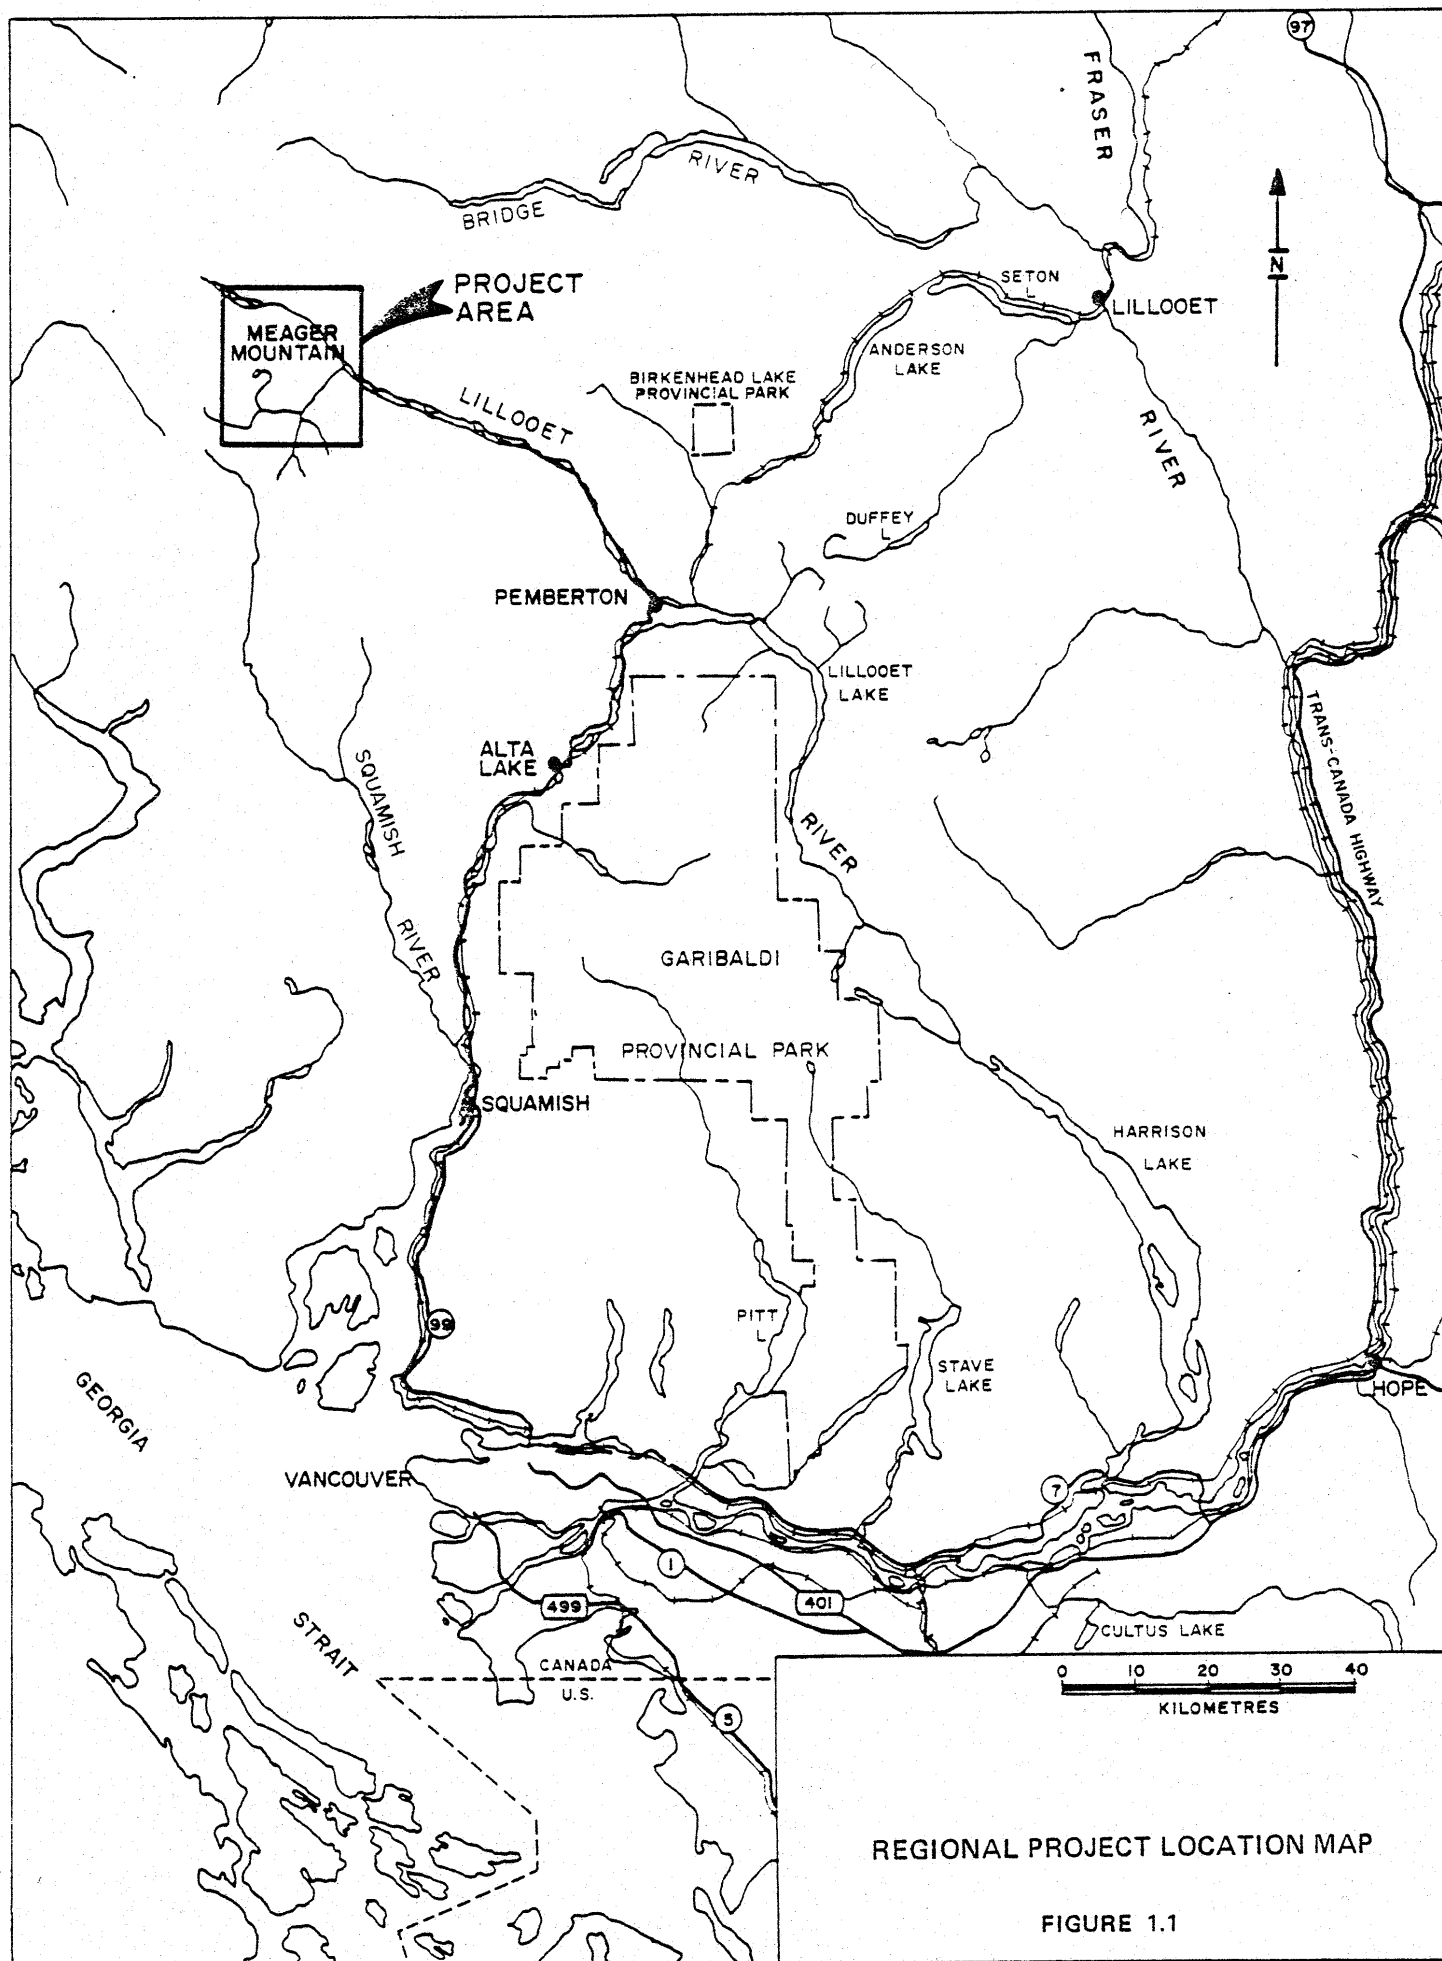 97
FRASER
RIVER
BRIDGE
N
SETON
L
LILLOOET
PROJECT
AREA
MEAGER
MOUNTAIN
ANDERSON
LAKE
BIRKENHEAD LAKE
PROVINCIAL PARK
LILLOOET
RIVER
DUFFEY
L
PEMBERTON
LILLOOET
LAKE
TRANS-CANADA HIGHWAY
ALTA
LAKE
SQUAMISH
RIVER
RIVER
GARIBALDI
PROVINCIAL PARK
SQUAMISH
HARRISON
LAKE
PITT
L
99
STAVE
LAKE
HOPE
GEORGIA
VANCOUVER
7
1
499
401
STRAIT
CULTUS LAKE
CANADA
U.S.
5
0 10 20 30 40
KILOMETRES
REGIONAL PROJECT LOCATION MAP
FIGURE 1.1